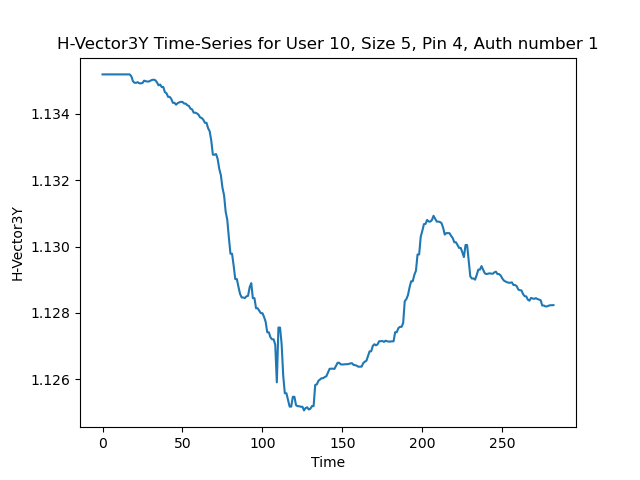 H-Vector3Y Time-Series for User 10, Size 5, Pin 4, Auth number 1
H-Vector3Y
1.134
1.132
1.130
1.128
1.126
0 50 100 150 200 250
Time